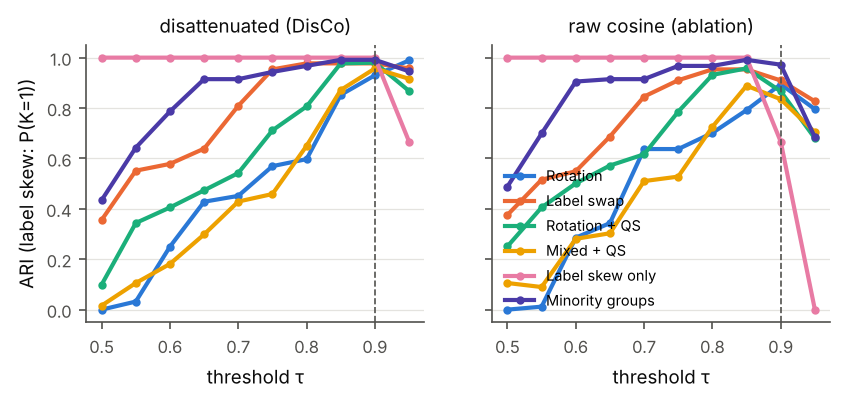 disattenuated (DisCo)
raw cosine (ablation)
ARI (label skew: P(K=1))
1.0
0.8
0.6
0.4
0.2
0.0
0.5 0.6 0.7 0.8 0.9
threshold τ
Rotation
Label swap
Rotation + QS
Mixed + QS
Label skew only
Minority groups
0.5 0.6 0.7 0.8 0.9
threshold τ